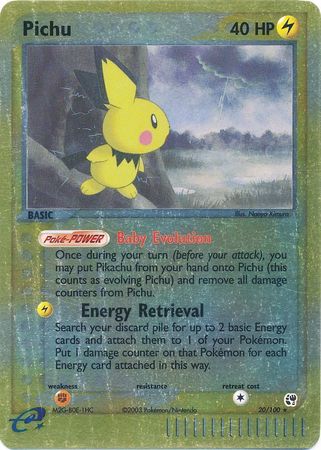 Pichu 40 HP
BASIC Illus. Naoyo Kimura
Poké-POWER Baby Evolution
Once during your turn (before your attack), you
may put Pikachu from your hand onto Pichu (this
counts as evolving Pichu) and remove all damage
counters from Pichu.
Energy Retrieval
Search your discard pile for up to 2 basic Energy
cards and attach them to 1 of your Pokémon.
Put 1 damage counter on that Pokémon for each
Energy card attached in this way.
weakness resistance retreat cost
e M2G-80E-1HC ©2003 Pokémon/Nintendo 20/100 ★